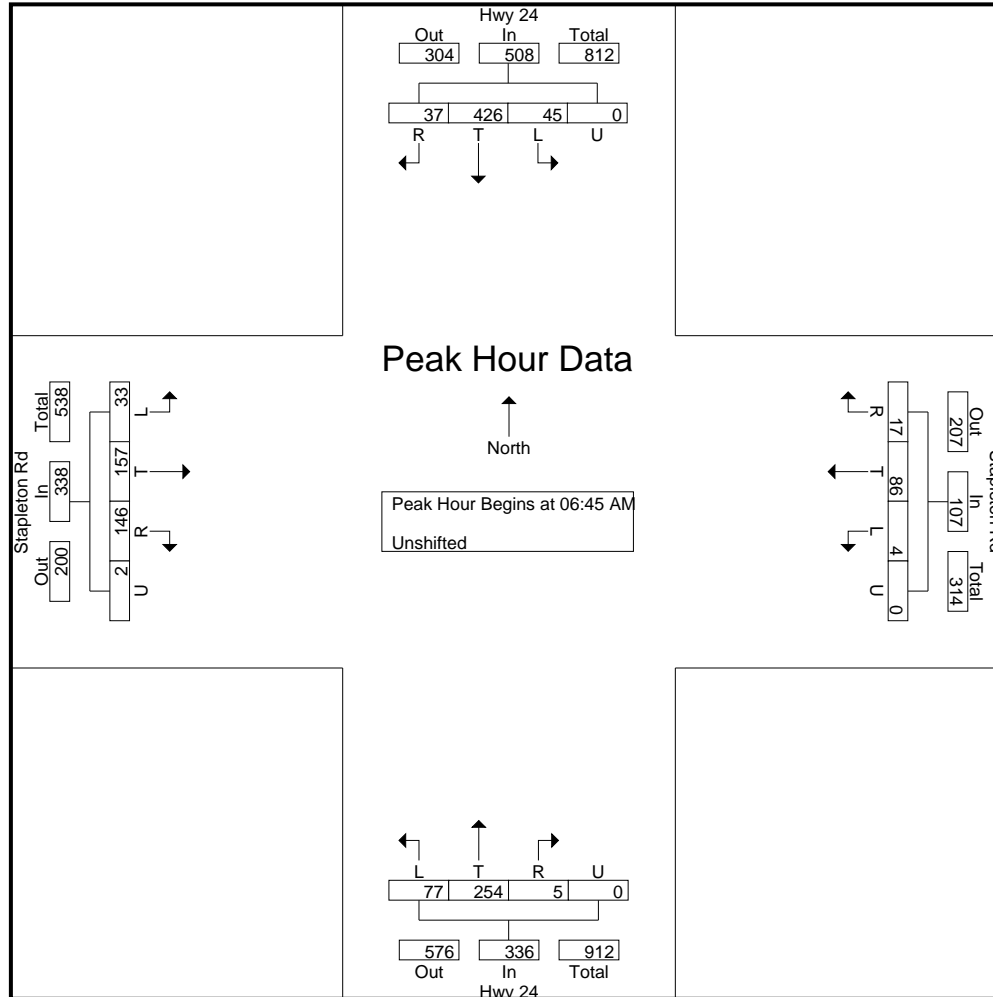 Hwy 24
Out In Total
304 508 812
37 426 45 0
R T L U
Peak Hour Data
North
Peak Hour Begins at 06:45 AM
Unshifted
Stapleton Rd
Total In Out
538 338 200
33 157 146 2
L T R U
R T L U
17 86 4 0
Out In Total
207 107 314
Stapleton Rd
L T R U
77 254 5 0
576 336 912
Out In Total
Hwy 24